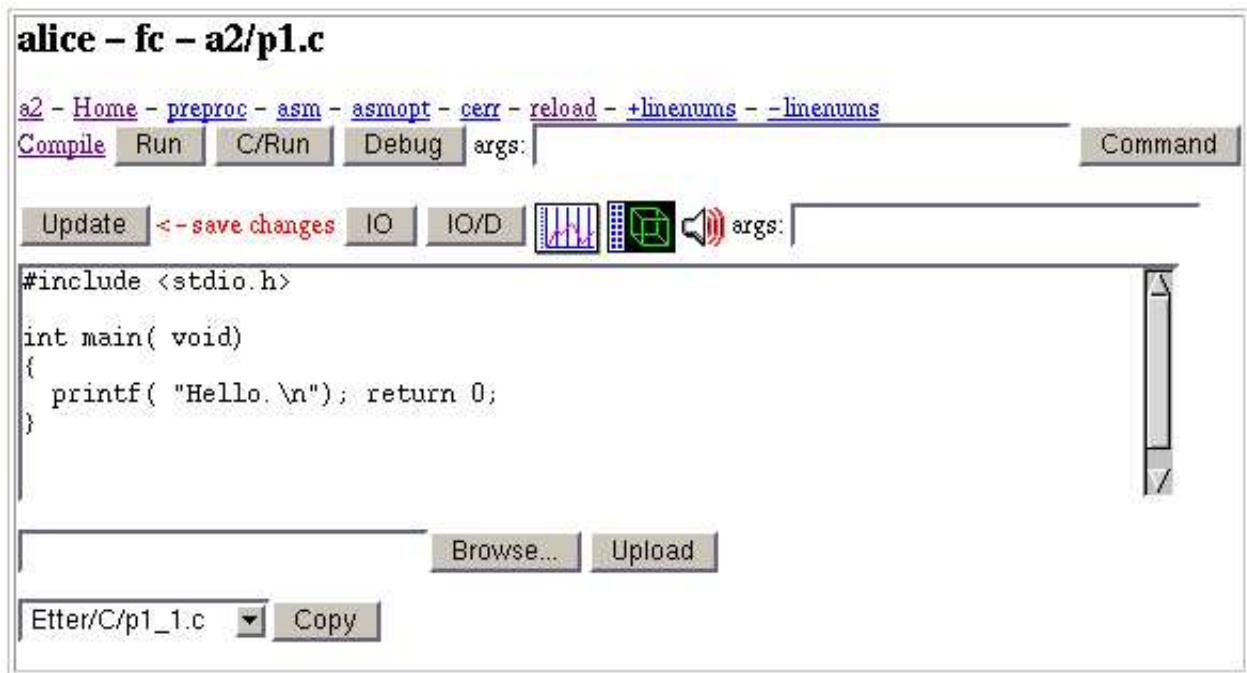 alice – fc – a2/p1.c
a2 – Home – preproc – asm – asmopt – cerr – reload – +linenums – –linenums
Compile Run C/Run Debug args: Command
Update <–save changes IO IO/D args:
#include <stdio.h>
int main( void)
{
printf( "Hello.\n"); return 0;
}
Browse... Upload
Etter/C/p1_1.c Copy